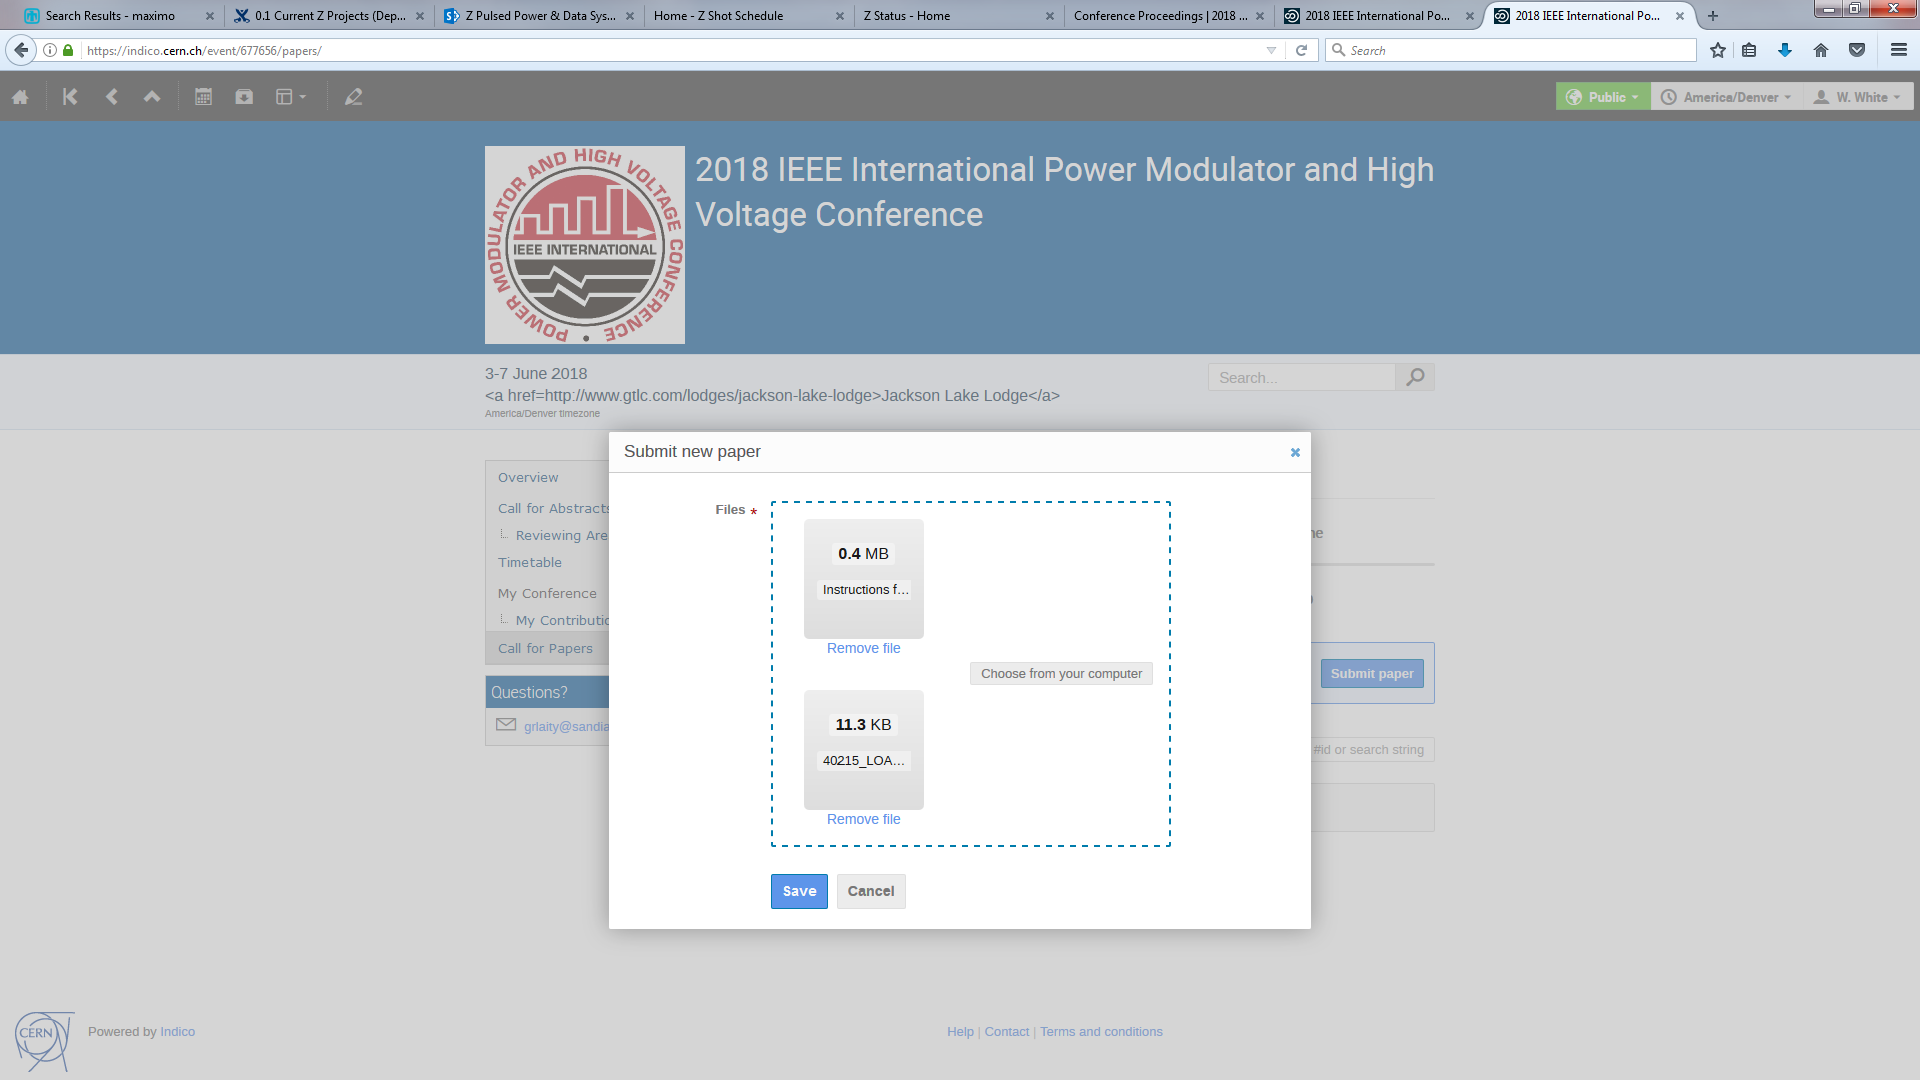 Search Results - maximo
0.1 Current Z Projects (Dep...
Z Pulsed Power & Data Sys...
Home - Z Shot Schedule
Z Status - Home
Conference Proceedings | 2018 ...
2018 IEEE International Po...
2018 IEEE International Po...
https://indico.cern.ch/event/677656/papers/
Search
Public
America/Denver
W. White
POWER MODULATOR AND HIGH VOLTAGE CONFERENCE
IEEE INTERNATIONAL
2018 IEEE International Power Modulator and High
Voltage Conference
3-7 June 2018
<a href=http://www.gtlc.com/lodges/jackson-lake-lodge>Jackson Lake Lodge</a>
America/Denver timezone
Search...
Overview
Call for Abstracts
Reviewing Are
Timetable
My Conference
My Contributio
Call for Papers
Questions?
grlaity@sandia
Submit new paper
Files *
0.4 MB
Instructions f...
Remove file
Choose from your computer
11.3 KB
40215_LOA...
Remove file
Save
Cancel
Submit paper
#id or search string
CERN
Powered by Indico
Help | Contact | Terms and conditions